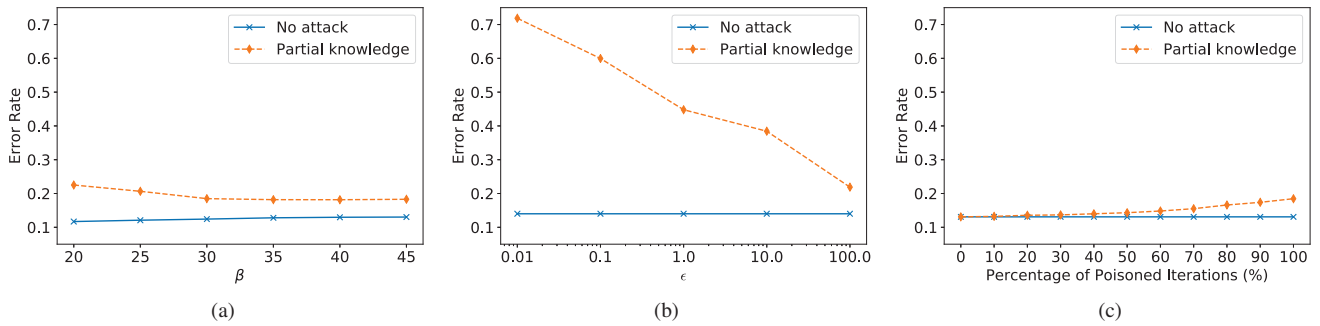 No attack
Partial knowledge
0.7
0.6
0.5
0.4
0.3
0.2
0.1
Error Rate
20 25 30 35 40 45
β
(a)
No attack
Partial knowledge
0.7
0.6
0.5
0.4
0.3
0.2
0.1
Error Rate
0.01 0.1 1.0 10.0 100.0
ϵ
(b)
No attack
Partial knowledge
0.7
0.6
0.5
0.4
0.3
0.2
0.1
Error Rate
0 10 20 30 40 50 60 70 80 90 100
Percentage of Poisoned Iterations (%)
(c)